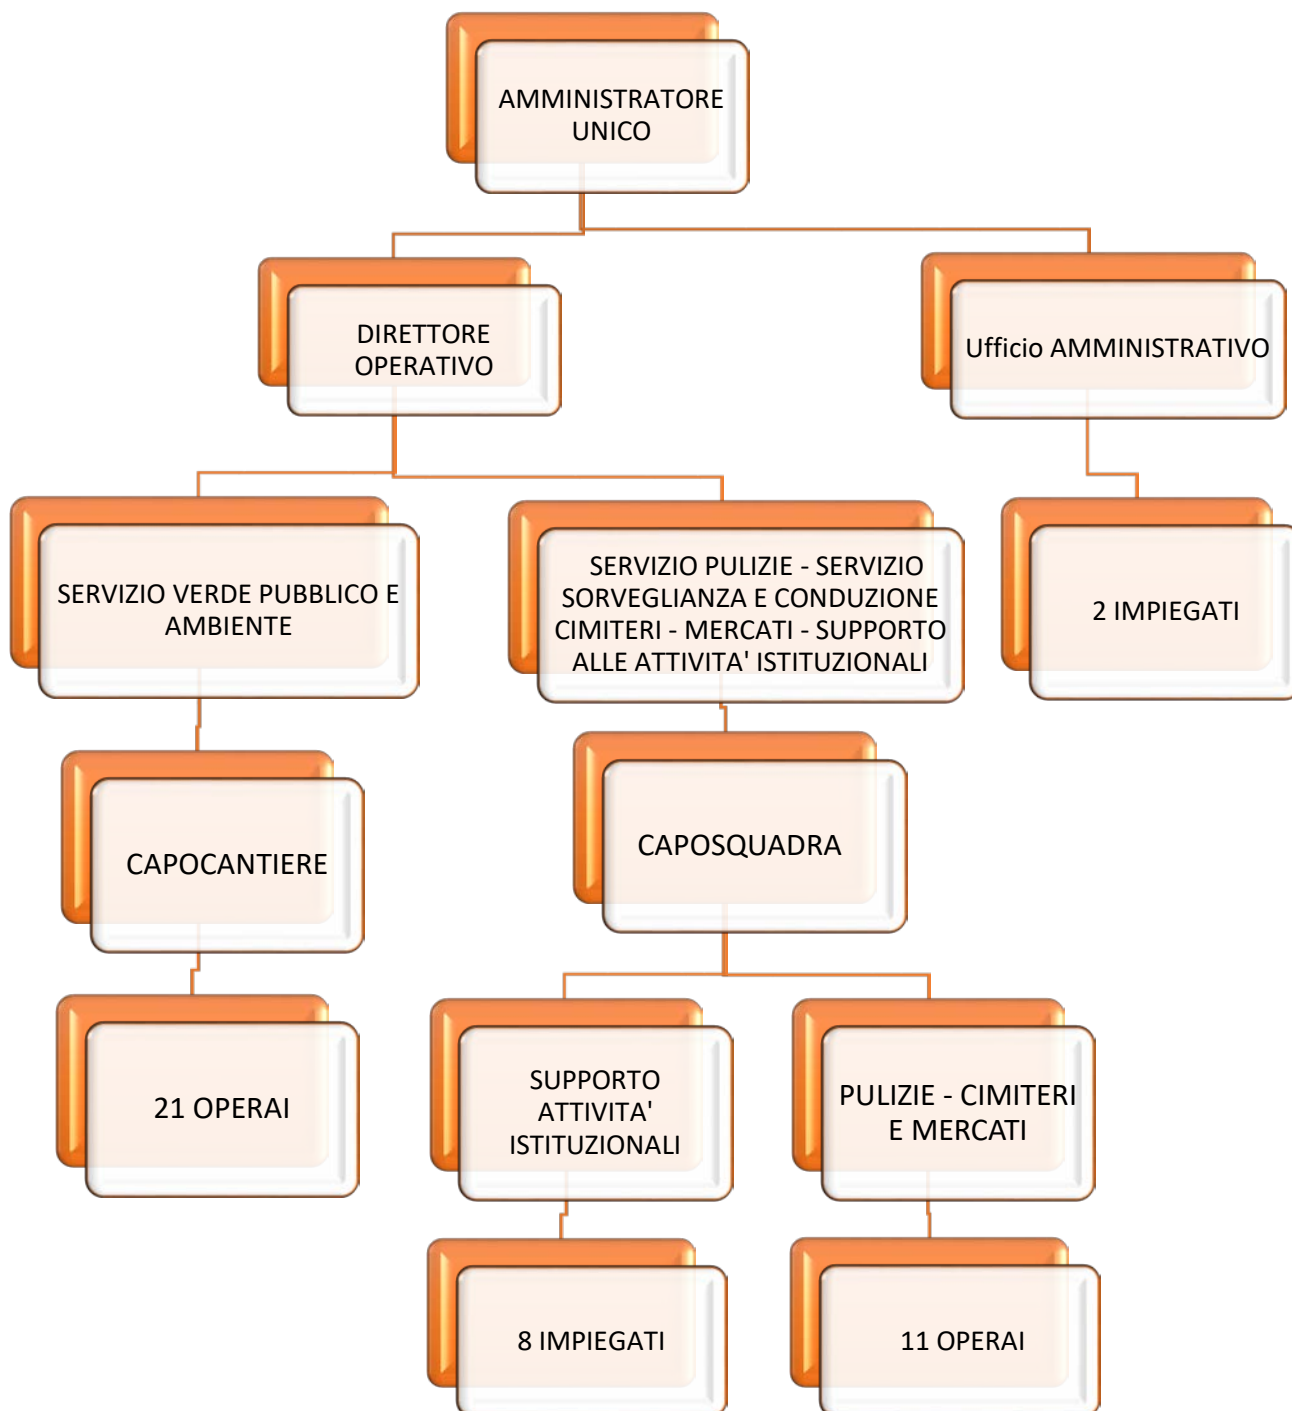 AMMINISTRATORE
UNICO
DIRETTORE
OPERATIVO
Ufficio AMMINISTRATIVO
SERVIZIO VERDE PUBBLICO E
AMBIENTE
SERVIZIO PULIZIE - SERVIZIO
SORVEGLIANZA E CONDUZIONE
CIMITERI - MERCATI - SUPPORTO
ALLE ATTIVITA' ISTITUZIONALI
2 IMPIEGATI
CAPOCANTIERE
CAPOSQUADRA
21 OPERAI
SUPPORTO
ATTIVITA'
ISTITUZIONALI
PULIZIE - CIMITERI
E MERCATI
8 IMPIEGATI
11 OPERAI